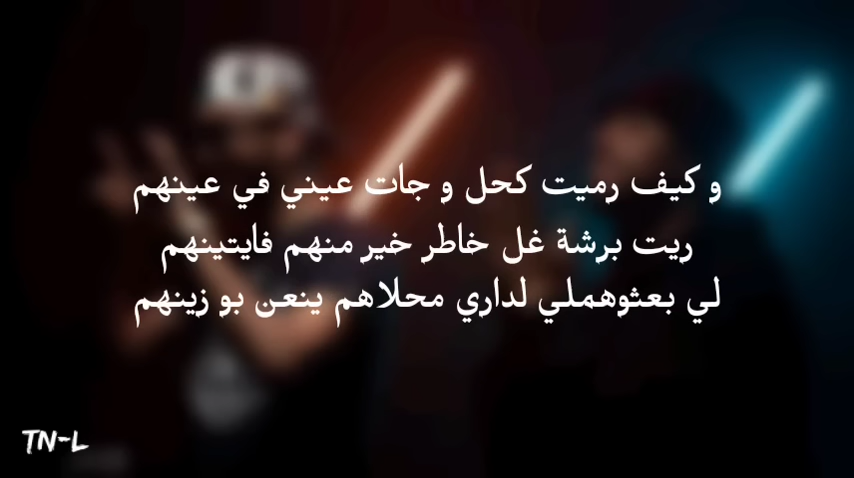 و كيف رميت كحل و جات عيني في عينهم
ريت برشة غل خاطر خير منهم فايتينهم
لي بعثوهملي لداري محلاهم ينعن بو زينهم
TN-L